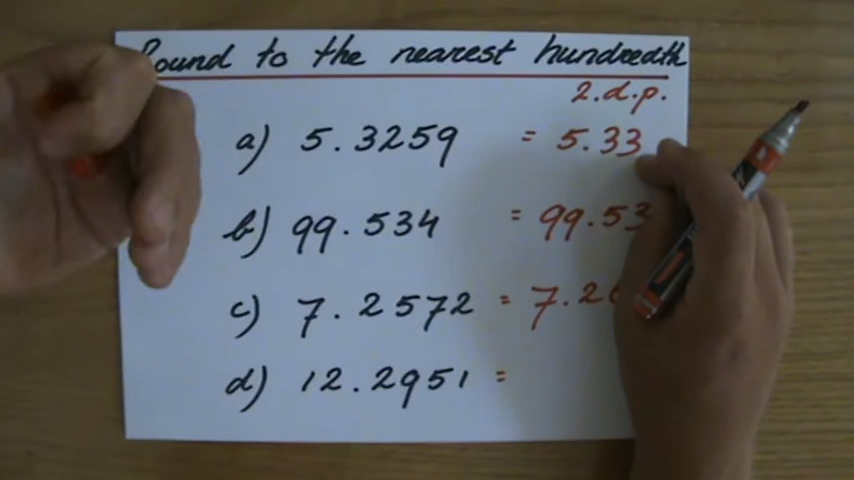 Round to the nearest hundredth
2.d.p.
a) 5.3259 = 5.33
b) 99.534 = 99.53
c) 7.2572 = 7.26
d) 12.2951 =